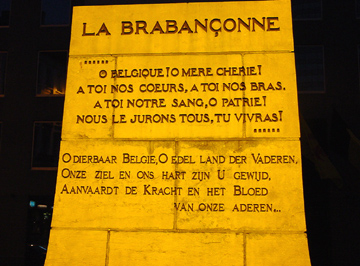 LA BRABANÇONNE
O BELGIQUE! O MERE CHERIE!
A TOI NOS COEURS, A TOI NOS BRAS.
A TOI NOTRE SANG, O PATRIE!
NOUS LE JURONS TOUS, TU VIVRAS!
O DIERBAAR BELGIË, O EDEL LAND DER VADEREN,
ONZE ZIEL EN ONS HART ZIJN U GEWIJD,
AANVAARDT DE KRACHT EN HET BLOED
VAN ONZE ADEREN,..